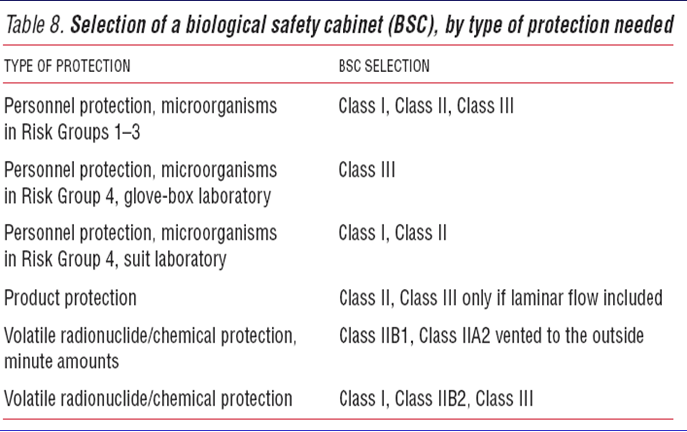 Table 8. Selection of a biological safety cabinet (BSC), by type of protection needed
TYPE OF PROTECTION BSC SELECTION
Personnel protection, microorganisms Class I, Class II, Class III
in Risk Groups 1–3
Personnel protection, microorganisms Class III
in Risk Group 4, glove-box laboratory
Personnel protection, microorganisms Class I, Class II
in Risk Group 4, suit laboratory
Product protection Class II, Class III only if laminar flow included
Volatile radionuclide/chemical protection, Class IIB1, Class IIA2 vented to the outside
minute amounts
Volatile radionuclide/chemical protection Class I, Class IIB2, Class III